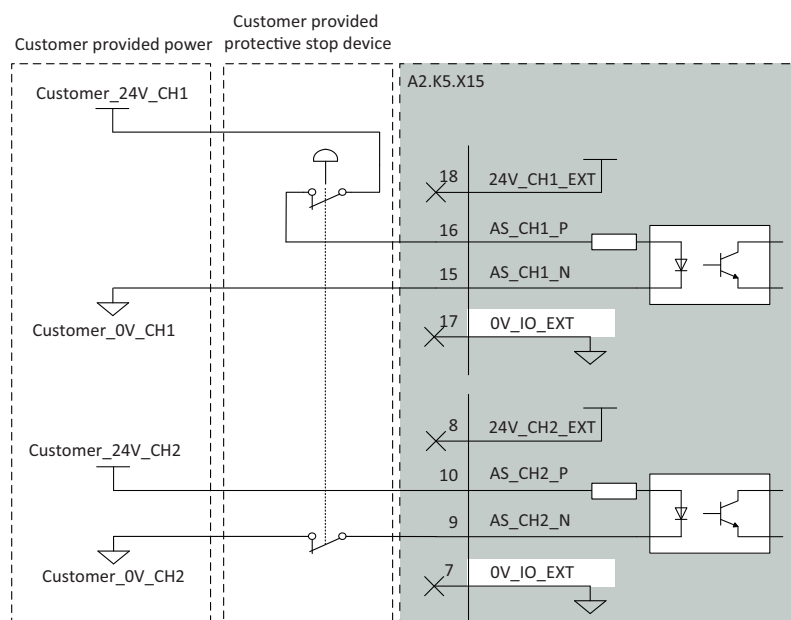 Customer provided power
Customer provided
protective stop device
A2.K5.X15
Customer_24V_CH1
18 24V_CH1_EXT
16 AS_CH1_P
15 AS_CH1_N
Customer_0V_CH1
17 0V_IO_EXT
8 24V_CH2_EXT
Customer_24V_CH2
10 AS_CH2_P
9 AS_CH2_N
7 0V_IO_EXT
Customer_0V_CH2